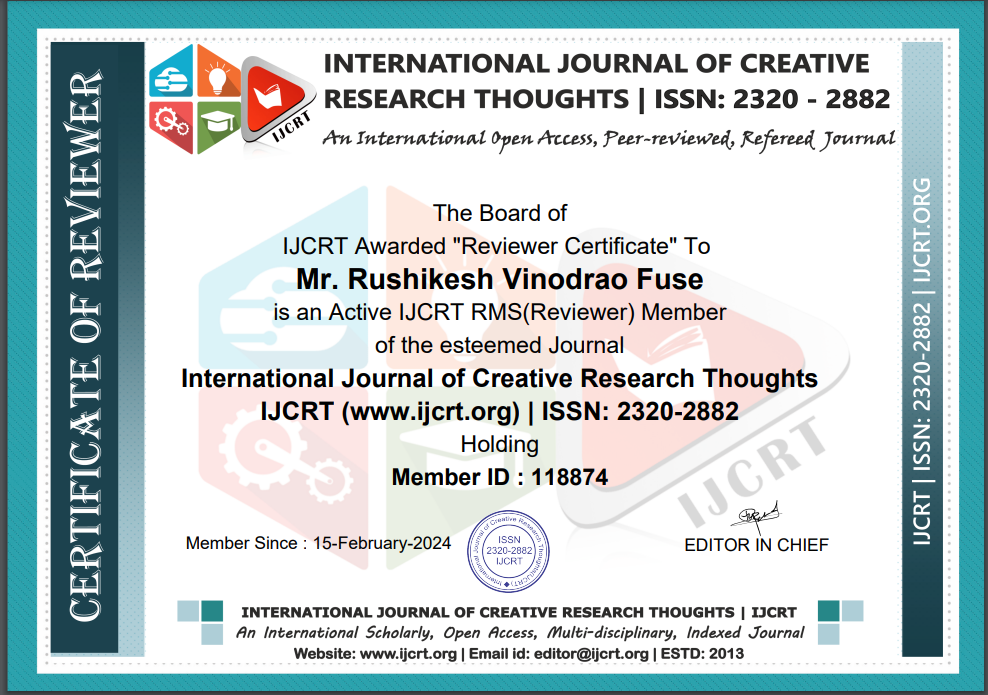 CERTIFICATE OF REVIEWER
IJCRT
INTERNATIONAL JOURNAL OF CREATIVE
RESEARCH THOUGHTS | ISSN: 2320 - 2882
An International Open Access, Peer-reviewed, Refereed Journal
The Board of
IJCRT Awarded "Reviewer Certificate" To
Mr. Rushikesh Vinodrao Fuse
is an Active IJCRT RMS(Reviewer) Member
of the esteemed Journal
International Journal of Creative Research Thoughts
IJCRT (www.ijcrt.org) | ISSN: 2320-2882
Holding
Member ID : 118874
IJCRT
Member Since : 15-February-2024
International Journal of Creative Research Thoughts(IJCRT)
ISSN
2320-2882
IJCRT
EDITOR IN CHIEF
INTERNATIONAL JOURNAL OF CREATIVE RESEARCH THOUGHTS | IJCRT
An International Scholarly, Open Access, Multi-disciplinary, Indexed Journal
Website: www.ijcrt.org | Email id: editor@ijcrt.org | ESTD: 2013
IJCRT | ISSN: 2320-2882 | IJCRT.ORG